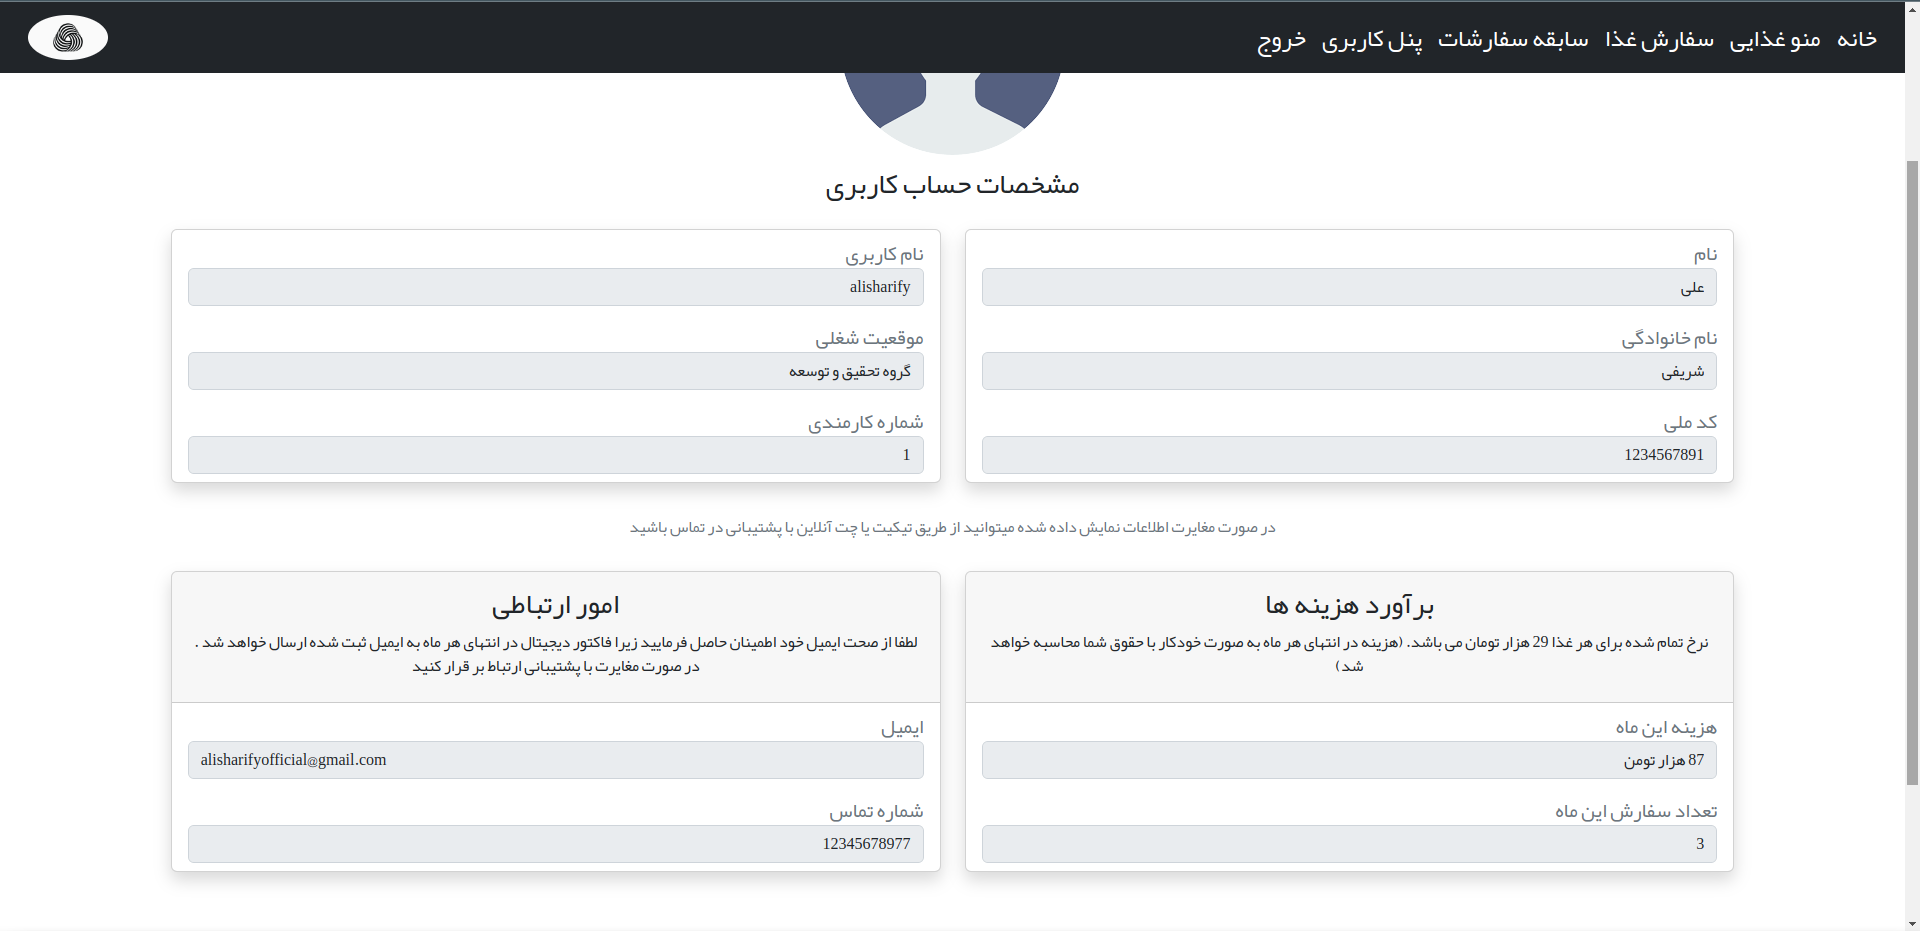 خانه
منو غذایی
سفارش غذا
سابقه سفارشات
پنل کاربری
خروج
مشخصات حساب کاربری
نام
علی
نام خانوادگی
شریفی
کد ملی
1234567891
نام کاربری
alisharify
موقعیت شغلی
گروه تحقیق و توسعه
شماره کارمندی
1
در صورت مغایرت اطلاعات نمایش داده شده میتوانید از طریق تیکیت یا چت آنلاین با پشتیبانی در تماس باشید
برآورد هزینه ها
نرخ تمام شده برای هر غذا 29 هزار تومان می باشد. (هزینه در انتهای هر ماه به صورت خودکار با حقوق شما محاسبه خواهد
شد)
هزینه این ماه
87 هزار تومن
تعداد سفارش این ماه
3
امور ارتباطی
لطفا از صحت ایمیل خود اطمینان حاصل فرمایید زیرا فاکتور دیجیتال در انتهای هر ماه به ایمیل ثبت شده ارسال خواهد شد .
در صورت مغایرت با پشتیبانی ارتباط بر قرار کنید
ایمیل
alisharifyofficial@gmail.com
شماره تماس
12345678977